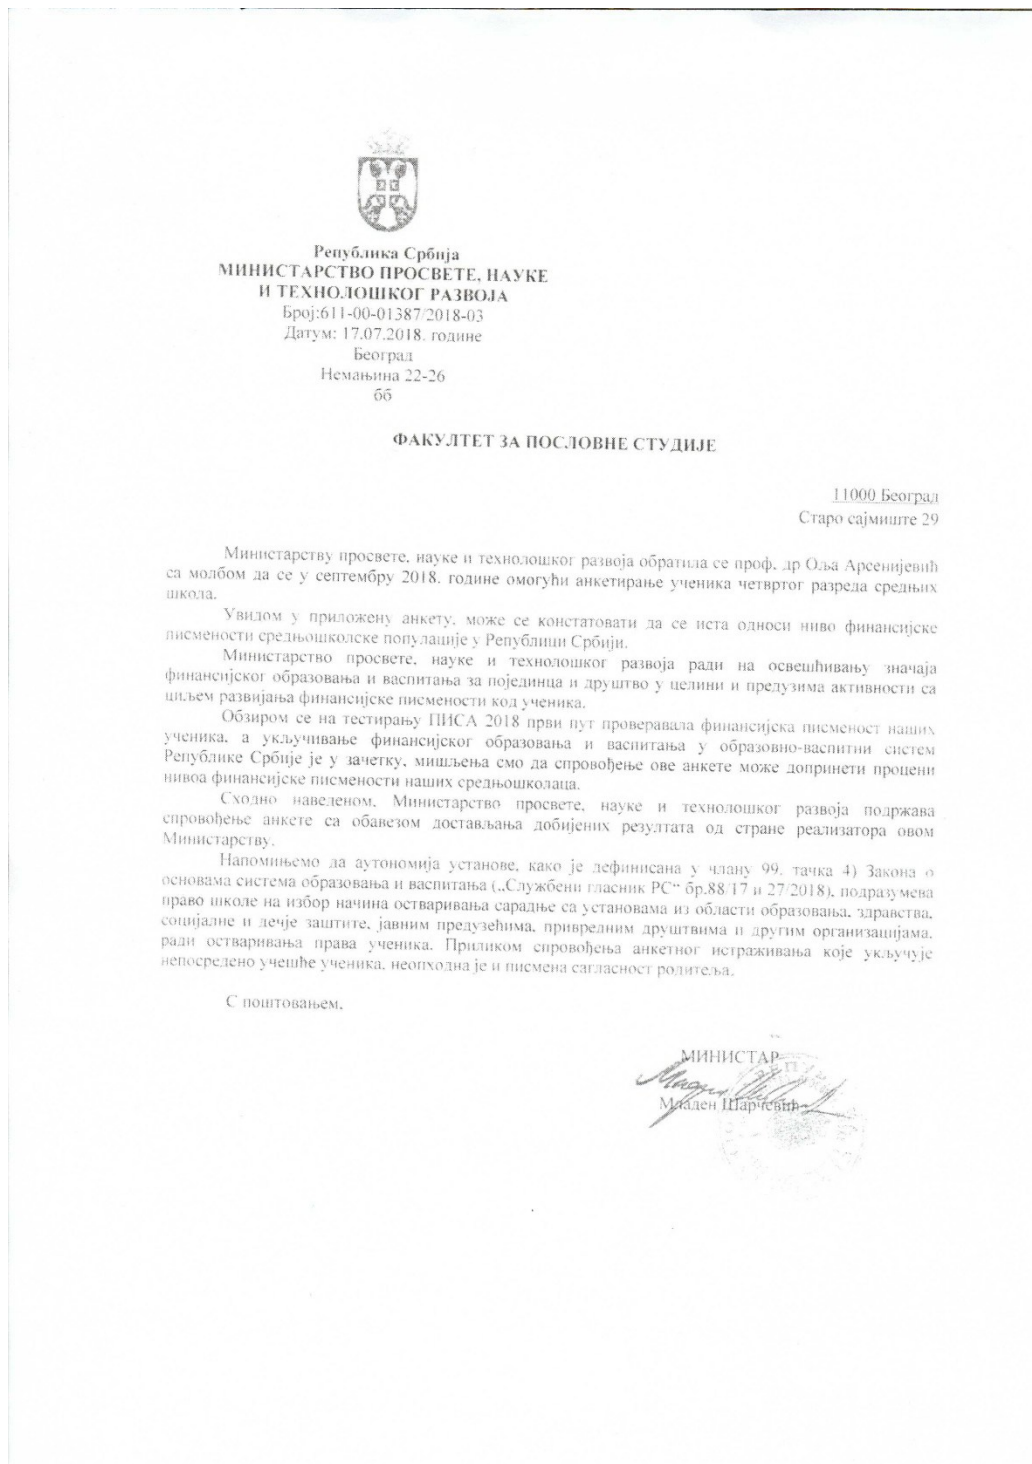 Република Србија
МИНИСТАРСТВО ПРОСВЕТЕ, НАУКЕ
И ТЕХНОЛОШКОГ РАЗВОЈА
Број:611-00-01387/2018-03
Датум: 17.07.2018. године
Београд
Немањина 22-26
бб
ФАКУЛТЕТ ЗА ПОСЛОВНЕ СТУДИЈЕ
11000 Београд
Старо сајмиште 29
Министарству просвете, науке и технолошког развоја обратила се проф. др Оља Арсенијевић
са молбом да се у септембру 2018. године омогући анкетирање ученика четвртог разреда средњих
школа.
Увидом у приложену анкету, може се констатовати да се иста односи ниво финансијске
писмености средњошколске популације у Републици Србији.
Министарство просвете, науке и технолошког развоја ради на освешћивању значаја
финансијског образовања и васпитања за појединца и друштво у целини и предузима активности са
циљем развијања финансијске писмености код ученика.
Обзиром се на тестирању ПИСА 2018 први пут проверавала финансијска писменост наших
ученика, а укључивање финансијског образовања и васпитања у образовно-васпитни систем
Републике Србије је у зачетку, мишљења смо да спровођење ове анкете може допринети процени
нивоа финансијске писмености наших средњошколаца.
Сходно наведеном, Министарство просвете, науке и технолошког развоја подржава
спровођење анкете са обавезом достављања добијених резултата од стране реализатора овом
Министарству.
Напомињемо да аутономија установе, како је дефинисана у члану 99. тачка 4) Закона о
основама система образовања и васпитања („Службени гласник РС“ бр.88/17 и 27/2018), подразумева
право школе на избор начина остваривања сарадње са установама из области образовања, здравства,
социјалне и дечје заштите, јавним предузећима, привредним друштвима и другим организацијама,
ради остваривања права ученика. Приликом спровођења анкетног истраживања које укључује
непосредено учешће ученика, неопходна је и писмена сагласност родитеља.
С поштовањем,
МИНИСТАР
Младен Шарчевић